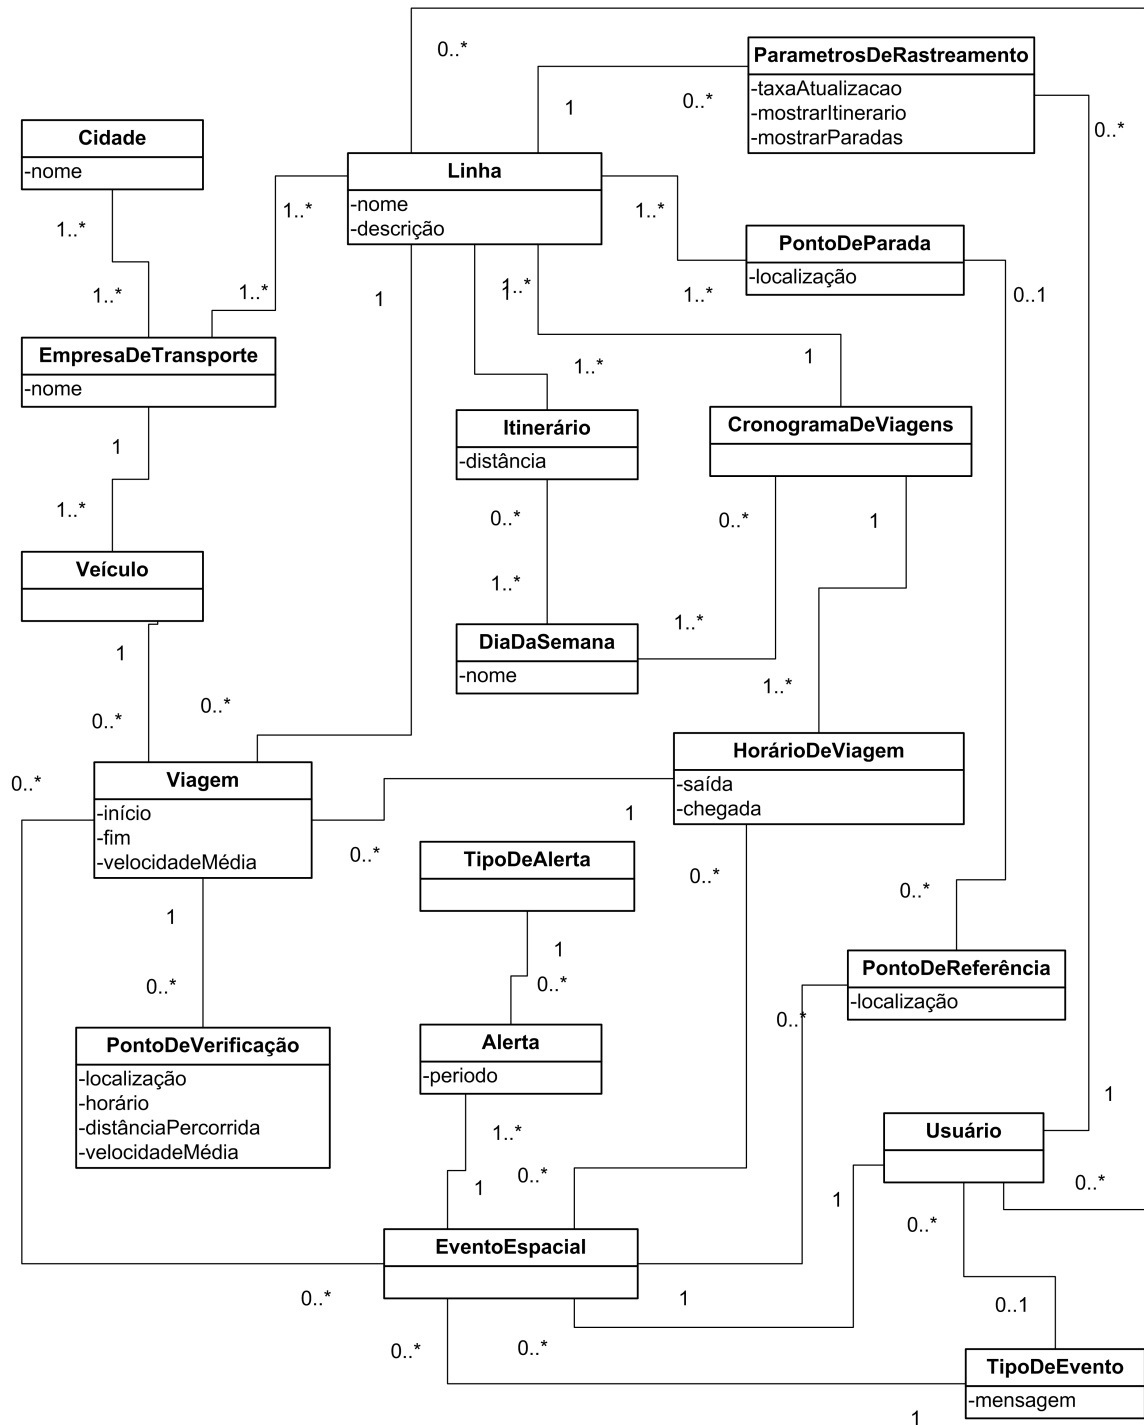 0..*
ParametrosDeRastreamento
-taxaAtualizacao
-mostrarItinerario
-mostrarParadas
1
0..*
0..*
Cidade
-nome
Linha
-nome
-descrição
1..*
1..*
1..*
PontoDeParada
-localização
1..*
1..*
1
1..*
1
1..*
0..1
EmpresaDeTransporte
-nome
1..*
1
Itinerário
-distância
CronogramaDeViagens
1
1..*
0..*
0..*
1
Veículo
1..*
DiaDaSemana
-nome
1..*
1
0..*
0..*
1..*
Viagem
-início
-fim
-velocidadeMédia
0..*
HorárioDeViagem
-saída
-chegada
1
0..*
TipoDeAlerta
0..*
0..*
1
1
0..*
0..*
PontoDeReferência
-localização
0..*
PontoDeVerificação
-localização
-horário
-distânciaPercorrida
-velocidadeMédia
Alerta
-periodo
1..*
1
Usuário
0..*
1
0..*
1
0..*
EventoEspacial
0..*
1
0..1
0..*
0..*
TipoDeEvento
-mensagem
1